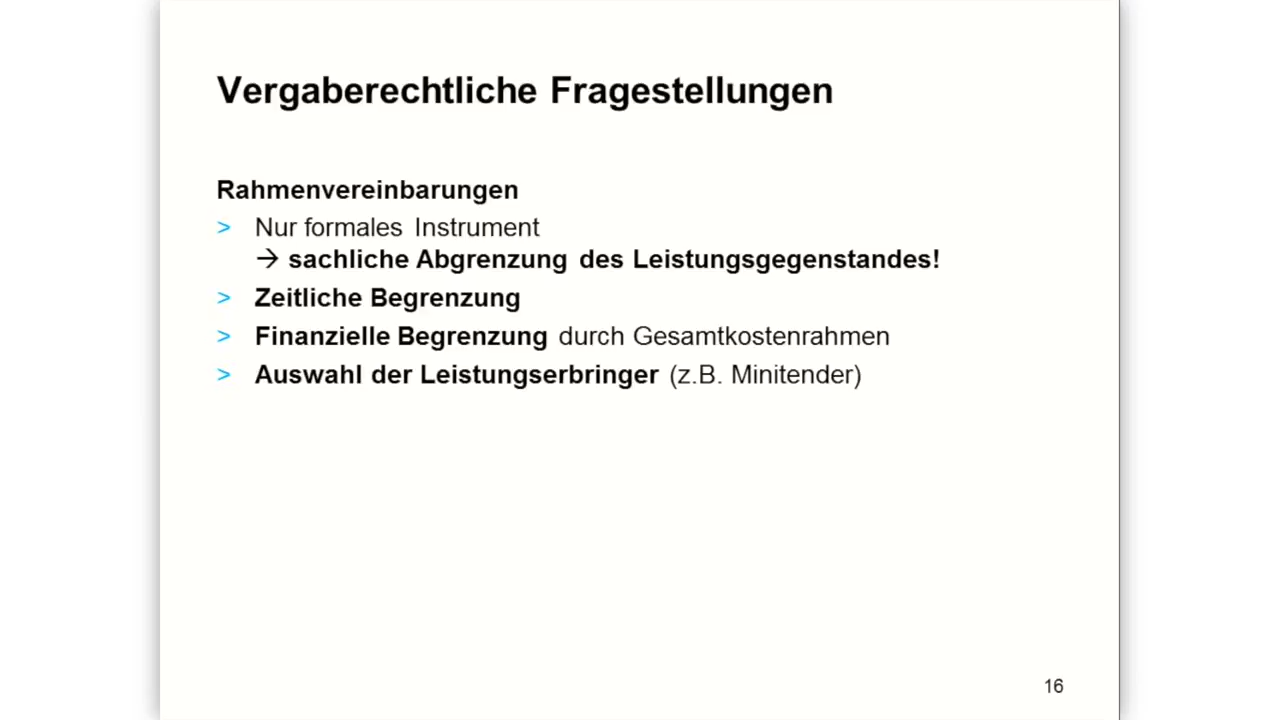 Vergaberechtliche Fragestellungen
Rahmenvereinbarungen
> Nur formales Instrument
→ sachliche Abgrenzung des Leistungsgegenstandes!
> Zeitliche Begrenzung
> Finanzielle Begrenzung durch Gesamtkostenrahmen
> Auswahl der Leistungserbringer (z.B. Minitender)
16